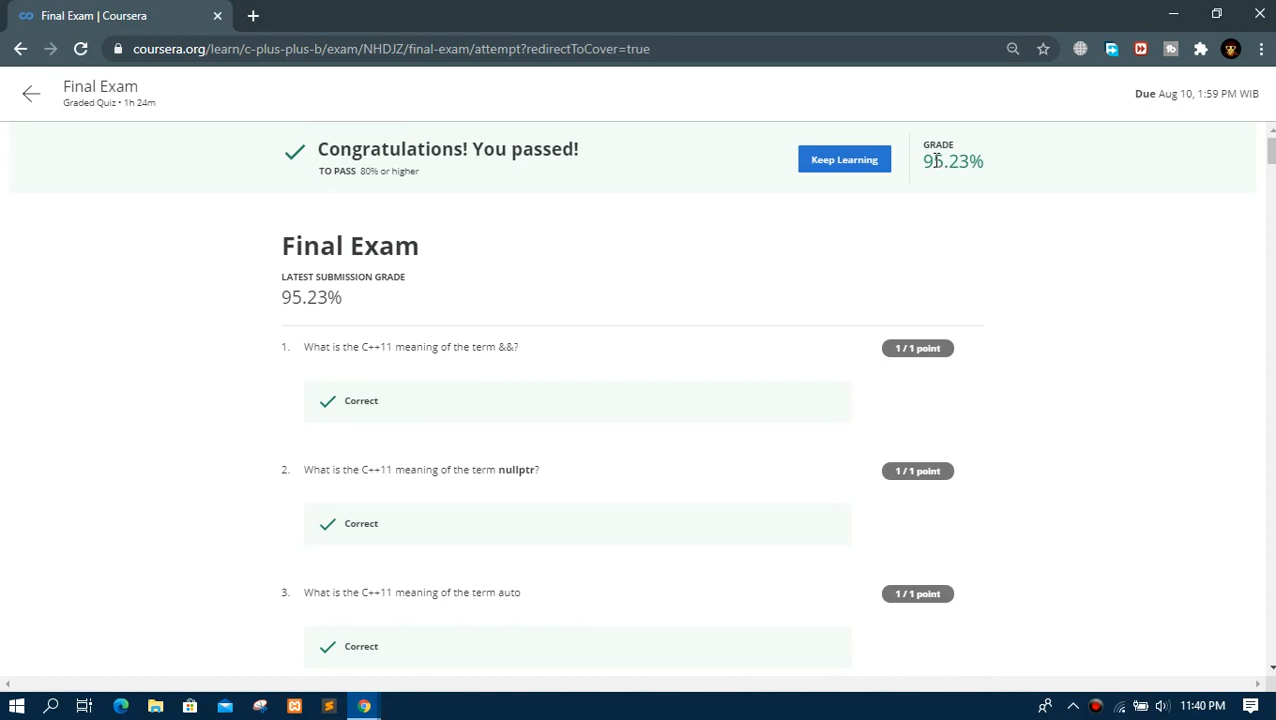 Final Exam | Coursera
coursera.org/learn/c-plus-plus-b/exam/NHDJZ/final-exam/attempt?redirectToCover=true
Final Exam
Graded Quiz • 1h 24m
Due Aug 10, 1:59 PM WIB
Congratulations! You passed!
TO PASS 80% or higher
Keep Learning
GRADE
95.23%
Final Exam
LATEST SUBMISSION GRADE
95.23%
1. What is the C++11 meaning of the term &&?
1 / 1 point
Correct
2. What is the C++11 meaning of the term nullptr?
1 / 1 point
Correct
3. What is the C++11 meaning of the term auto
1 / 1 point
Correct
11:40 PM